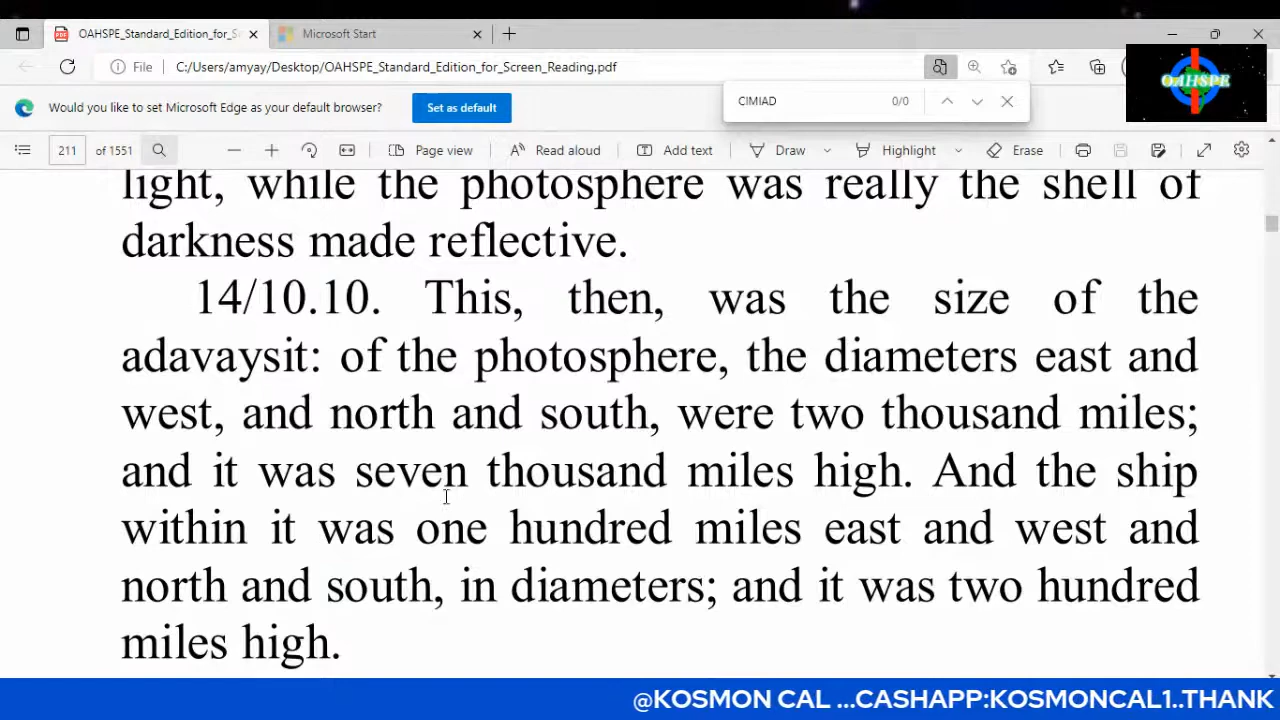 OAHSPE_Standard_Edition_for_S
Microsoft Start
File C:/Users/amyay/Desktop/OAHSPE_Standard_Edition_for_Screen_Reading.pdf
OAHSPE
Would you like to set Microsoft Edge as your default browser? Set as default
CIMIAD 0/0
211 of 1551 Page view Read aloud Add text Draw Highlight Erase
light, while the photosphere was really the shell of
darkness made reflective.
14/10.10. This, then, was the size of the
adavaysit: of the photosphere, the diameters east and
west, and north and south, were two thousand miles;
and it was seven thousand miles high. And the ship
within it was one hundred miles east and west and
north and south, in diameters; and it was two hundred
miles high.
@KOSMON CAL ...CASHAPP:KOSMONCAL1..THANK